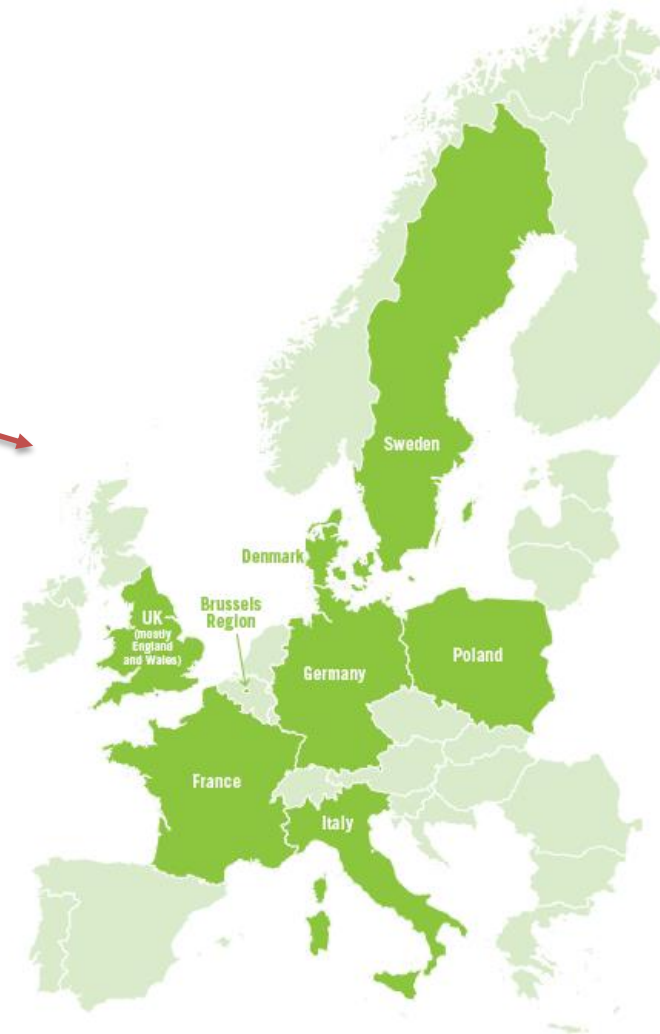 Sweden
Denmark
UK
(mostly
England
and Wales)
Brussels
Region
Germany
Poland
France
Italy